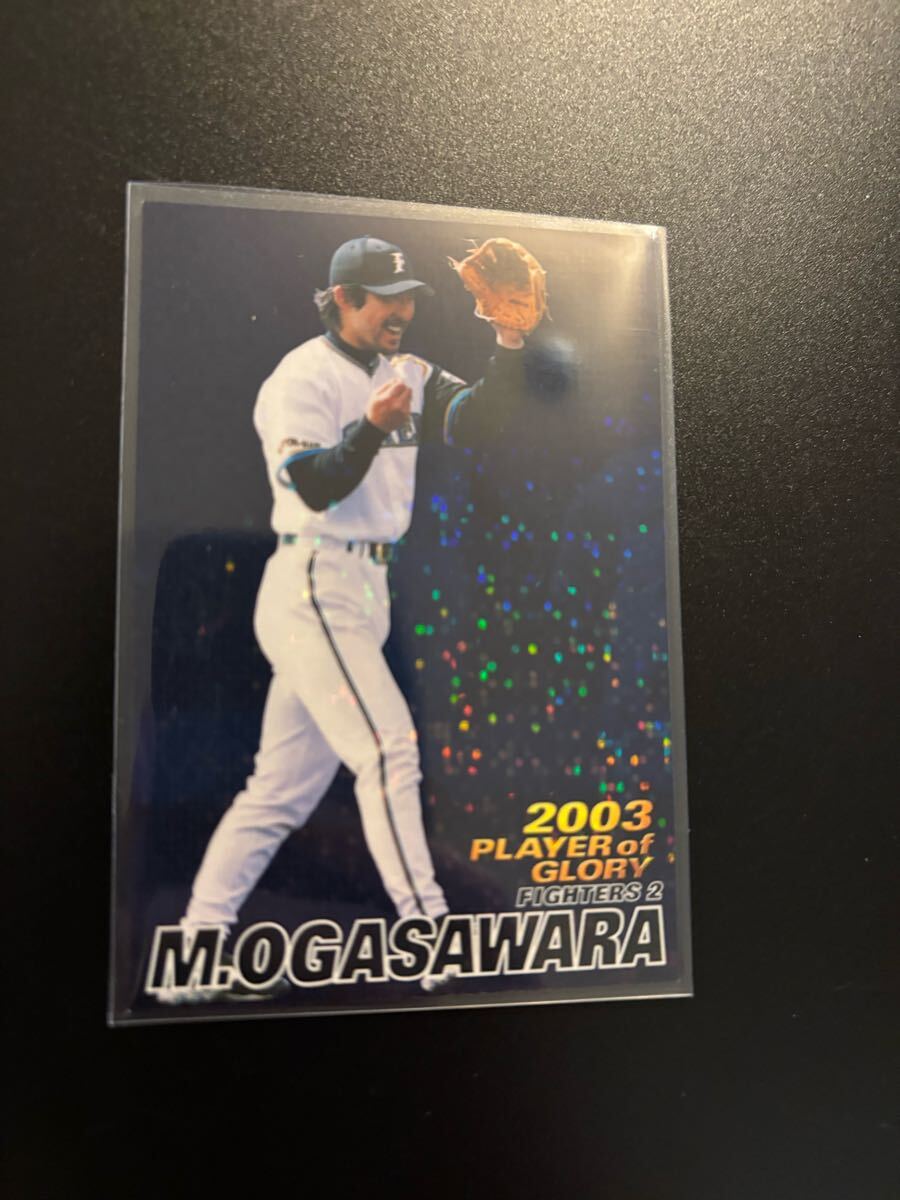 2003
PLAYER of
GLORY
FIGHTERS 2
M.OGASAWARA